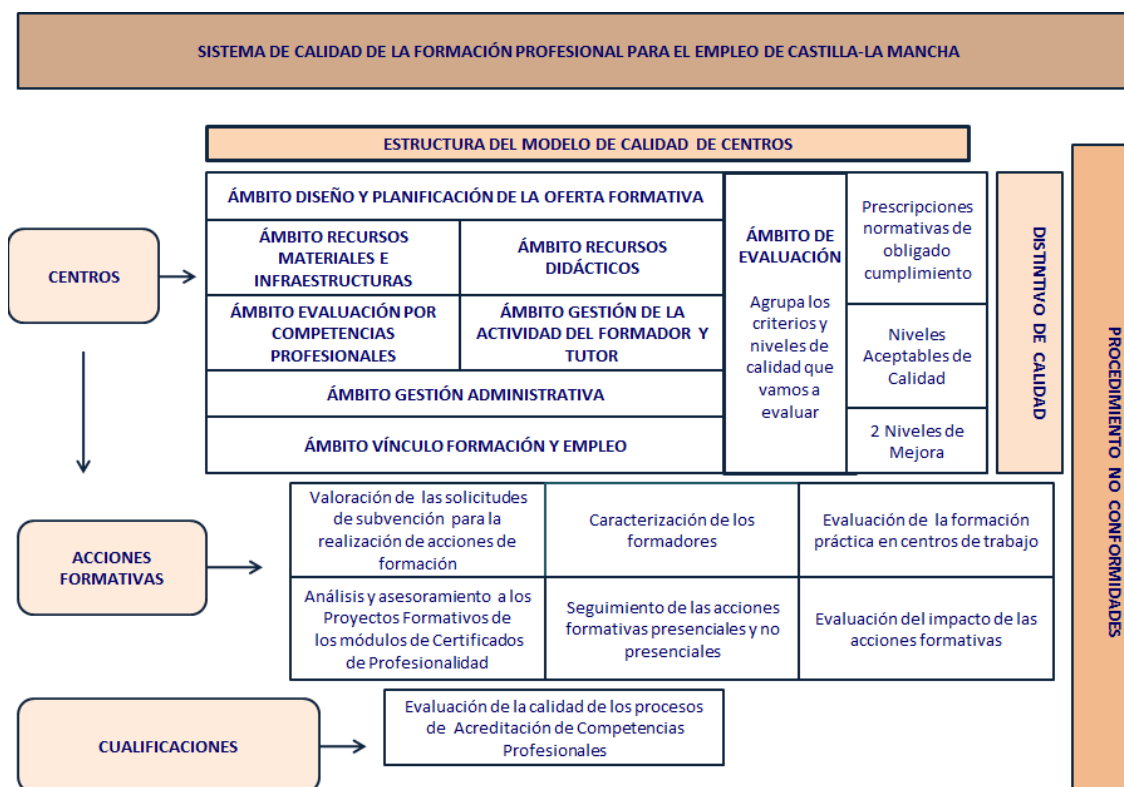 SISTEMA DE CALIDAD DE LA FORMACIÓN PROFESIONAL PARA EL EMPLEO DE CASTILLA-LA MANCHA
ESTRUCTURA DEL MODELO DE CALIDAD DE CENTROS
CENTROS
ÁMBITO DISEÑO Y PLANIFICACIÓN DE LA OFERTA FORMATIVA
ÁMBITO RECURSOS
MATERIALES E
INFRAESTRUCTURAS
ÁMBITO RECURSOS
DIDÁCTICOS
ÁMBITO EVALUACIÓN POR
COMPETENCIAS
PROFESIONALES
ÁMBITO GESTIÓN DE LA
ACTIVIDAD DEL FORMADOR Y
TUTOR
ÁMBITO GESTIÓN ADMINISTRATIVA
ÁMBITO VÍNCULO FORMACIÓN Y EMPLEO
ÁMBITO DE
EVALUACIÓN
Agrupa los
criterios y
niveles de
calidad que
vamos a
evaluar
Prescripciones
normativas de
obligado
cumplimiento
Niveles
Aceptables de
Calidad
2 Niveles de
Mejora
DISTINTIVO DE CALIDAD
PROCEDIMIENTO NO CONFORMIDADES
ACCIONES
FORMATIVAS
Valoración de las solicitudes
de subvención para la
realización de acciones de
formación
Caracterización de los
formadores
Evaluación de la formación
práctica en centros de trabajo
Análisis y asesoramiento a los
Proyectos Formativos de
los módulos de Certificados
de Profesionalidad
Seguimiento de las acciones
formativas presenciales y no
presenciales
Evaluación del impacto de las
acciones formativas
CUALIFICACIONES
Evaluación de la calidad de los procesos
de Acreditación de Competencias
Profesionales